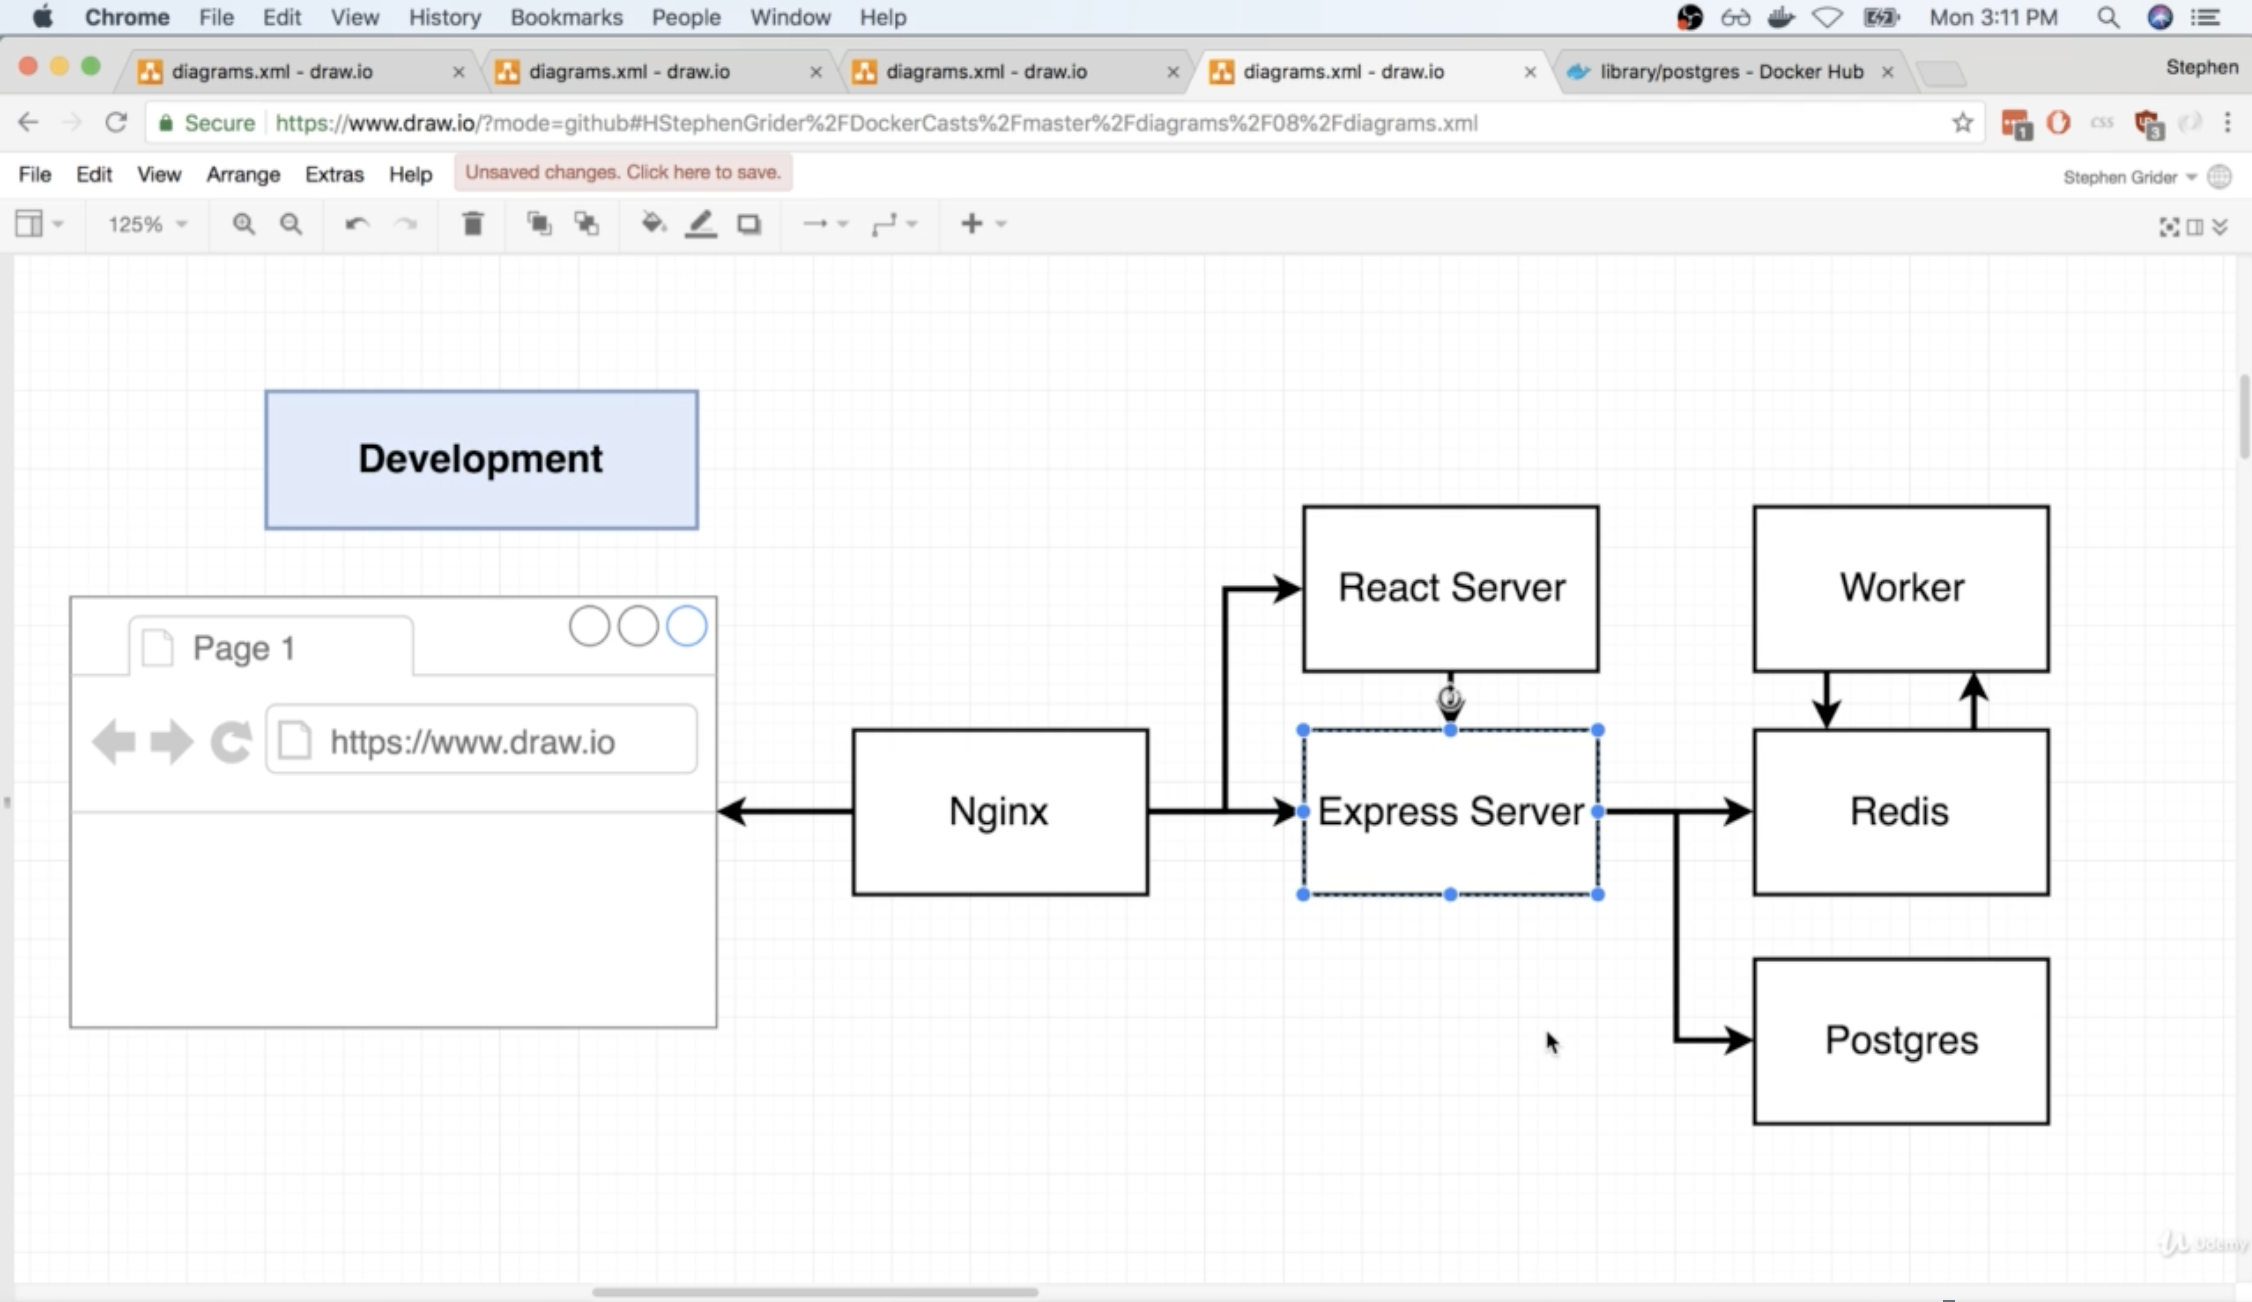 Chrome File Edit View History Bookmarks People Window Help Mon 3:11 PM
diagrams.xml - draw.io diagrams.xml - draw.io diagrams.xml - draw.io diagrams.xml - draw.io library/postgres - Docker Hub Stephen
Secure https://www.draw.io/?mode=github#HStephenGrider%2FDockerCasts%2Fmaster%2Fdiagrams%2F08%2Fdiagrams.xml css 1 3
File Edit View Arrange Extras Help Unsaved changes. Click here to save. Stephen Grider
125%
Development
React Server
Worker
Page 1
https://www.draw.io
Nginx
Express Server
Redis
Postgres
Udemy